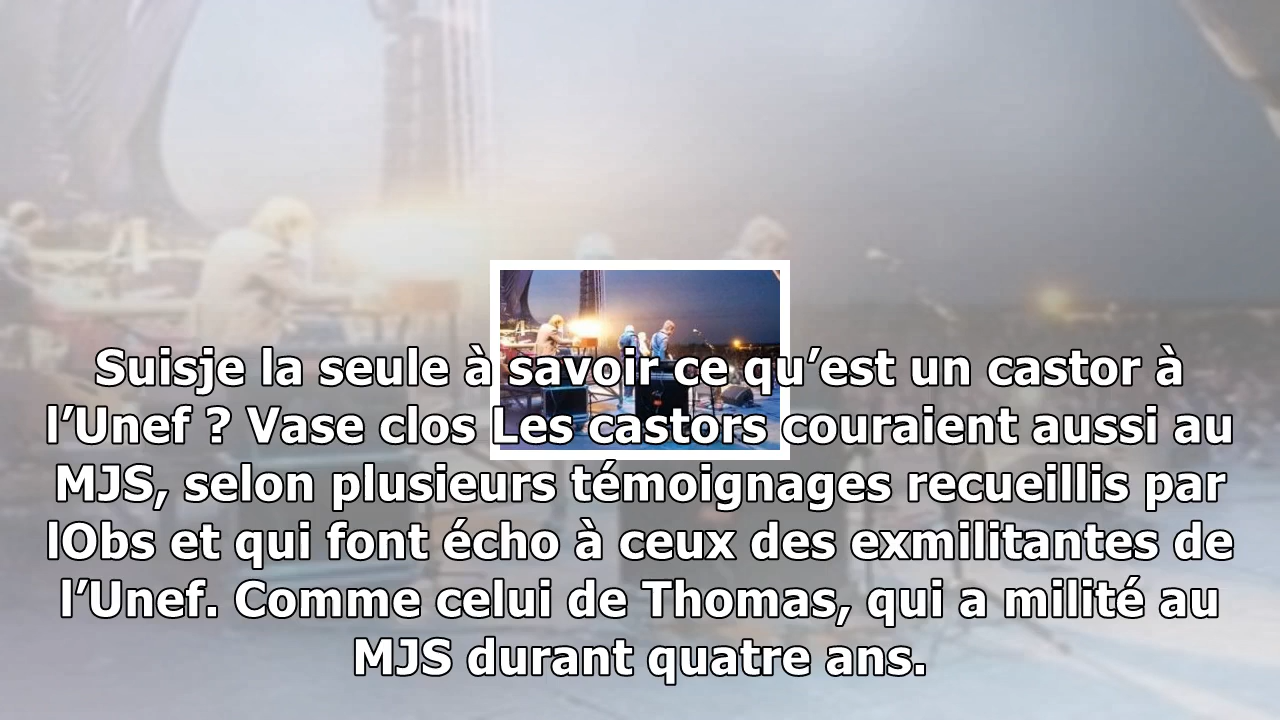 Suisje la seule à savoir ce qu’est un castor à
l’Unef ? Vase clos Les castors couraient aussi au
MJS, selon plusieurs témoignages recueillis par
lObs et qui font écho à ceux des exmilitantes de
l’Unef. Comme celui de Thomas, qui a milité au
MJS durant quatre ans.